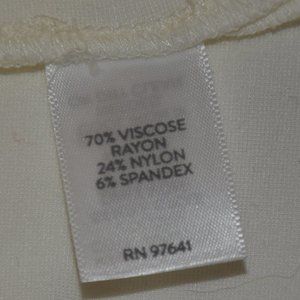 70% VISCOSE
RAYON
24% NYLON
6% SPANDEX
RN 97641